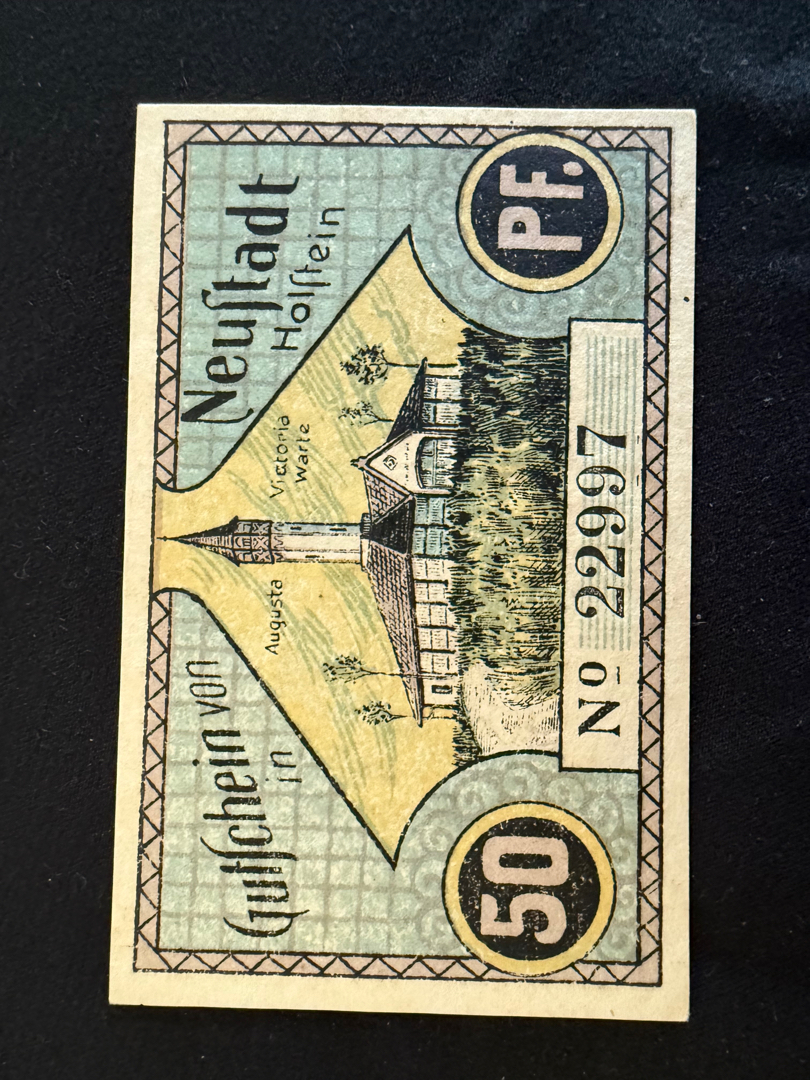 Gutſchein von Neuſtadt
in Holſtein
Augusta Victoria
Warte
50 PF.
Nº 22997